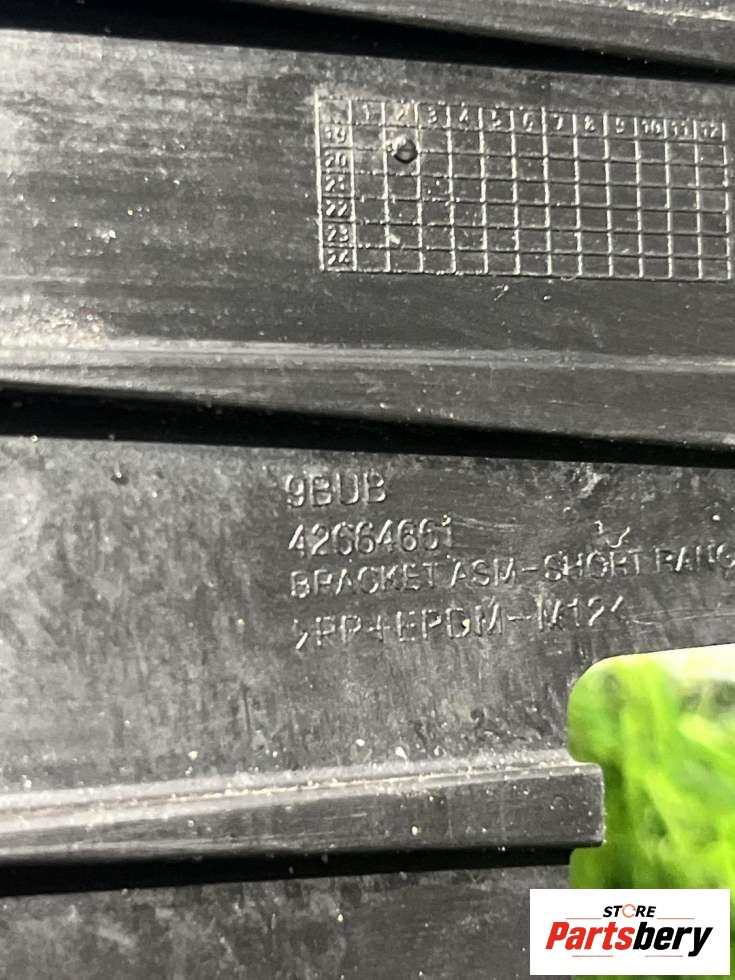 1 2 3 4 5 6 7 8 9 10 11 12
19
20
21
22
23
24
9BUB
42664661
BRACKET ASM-SHORT RANG
>PP+EPDM-M12<
STORE
Partsbery